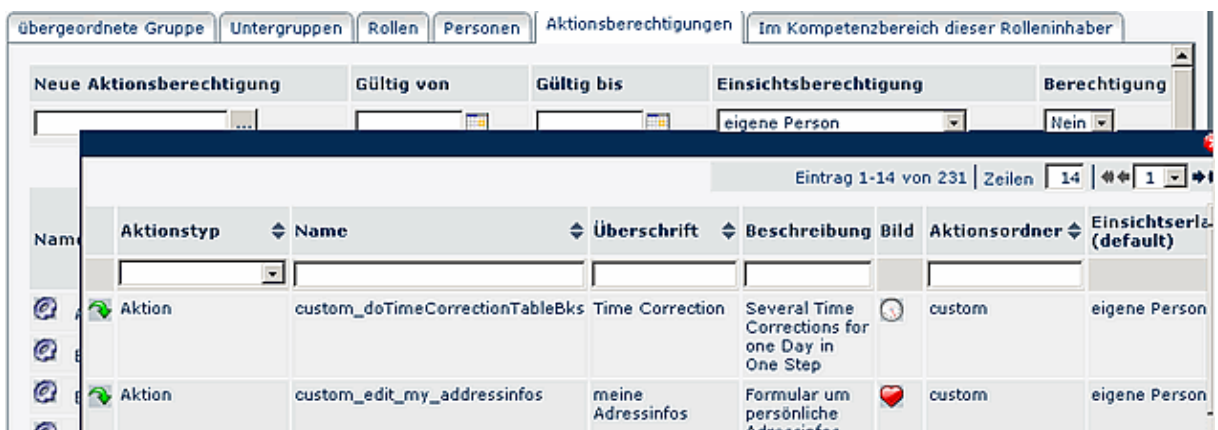 übergeordnete Gruppe Untergruppen Rollen Personen Aktionsberechtigungen Im Kompetenzbereich dieser Rolleninhaber
Neue Aktionsberechtigung Gültig von Gültig bis Einsichtsberechtigung Berechtigung
... eigene Person Nein
Eintrag 1-14 von 231 Zeilen 14 1
Aktionstyp Name Überschrift Beschreibung Bild Aktionsordner
(default)
Aktion custom_doTimeCorrectionTableBks Time Correction Several Time custom eigene Person
Corrections for
one Day in
One Step
Aktion custom_edit_my_addressinfos meine Formular um custom eigene Person
Adressinfos persönliche